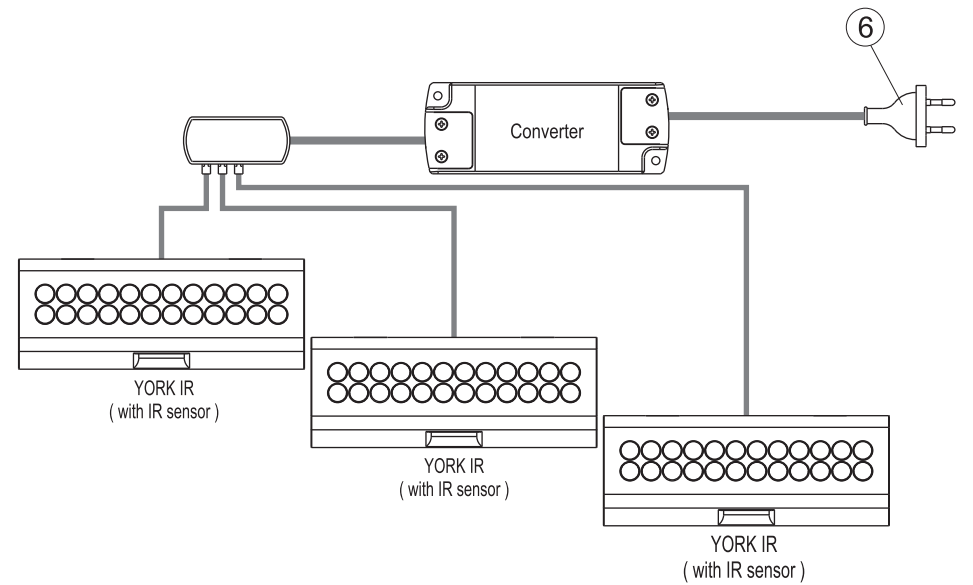 6
Converter
YORK IR
( with IR sensor )
YORK IR
( with IR sensor )
YORK IR
( with IR sensor )